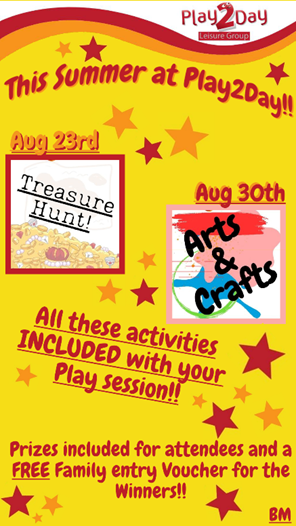 Play2Day
Leisure Group
This Summer at Play2Day!!
Aug 23rd
Treasure
Hunt!
Aug 30th
Arts
&
Crafts
All these activities
INCLUDED with your
Play session!!
Prizes included for attendees and a
FREE Family entry Voucher for the
Winners!!
BM